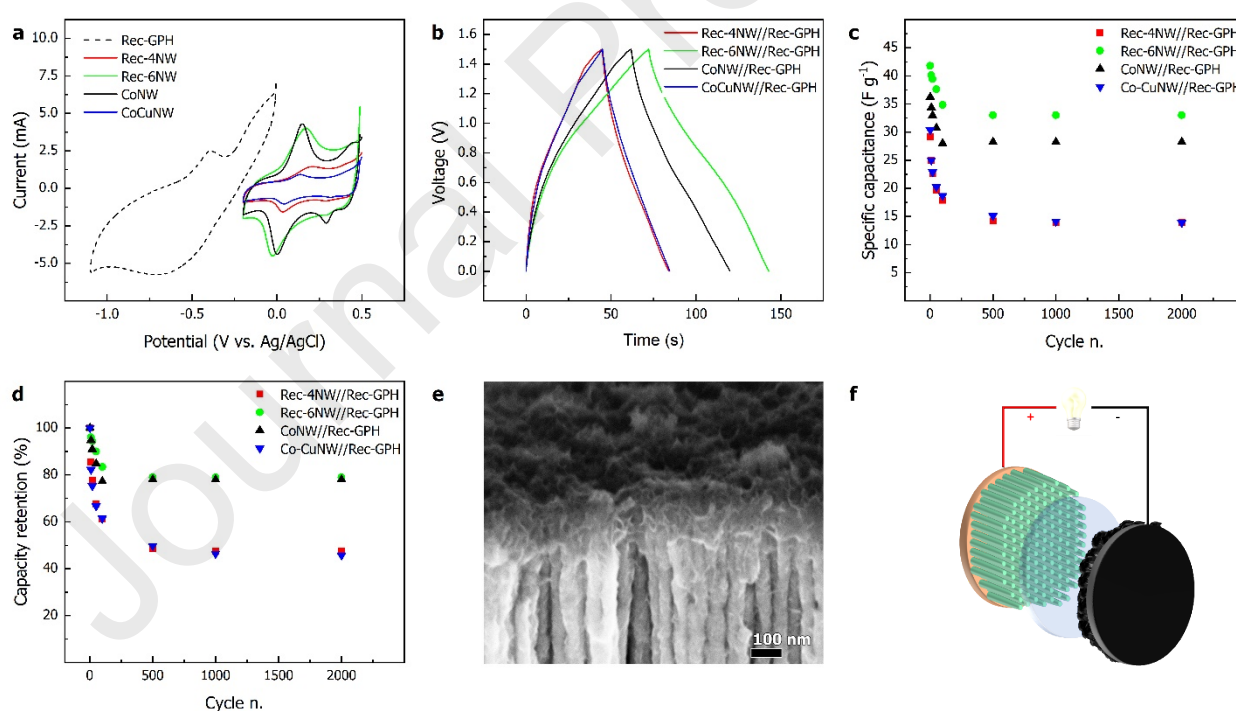 a
10.0
7.5
5.0
2.5
0.0
-2.5
-5.0
Current (mA)
Rec-GPH
Rec-4NW
Rec-6NW
CoNW
CoCuNW
-1.0
-0.5
0.0
0.5
Potential (V vs. Ag/AgCl)
b
1.6
1.4
1.2
1.0
0.8
0.6
0.4
0.2
0.0
Voltage (V)
Rec-4NW//Rec-GPH
Rec-6NW//Rec-GPH
CoNW//Rec-GPH
CoCuNW//Rec-GPH
0
50
100
150
Time (s)
c
45
40
35
30
25
20
15
10
5
Specific capacitance (F g⁻¹)
Rec-4NW//Rec-GPH
Rec-6NW//Rec-GPH
CoNW//Rec-GPH
Co-CuNW//Rec-GPH
0
500
1000
1500
2000
Cycle n.
d
100
80
60
40
20
Capacity retention (%)
Rec-4NW//Rec-GPH
Rec-6NW//Rec-GPH
CoNW//Rec-GPH
Co-CuNW//Rec-GPH
0
500
1000
1500
2000
Cycle n.
e
100 nm
f
+
-
Journal Pr